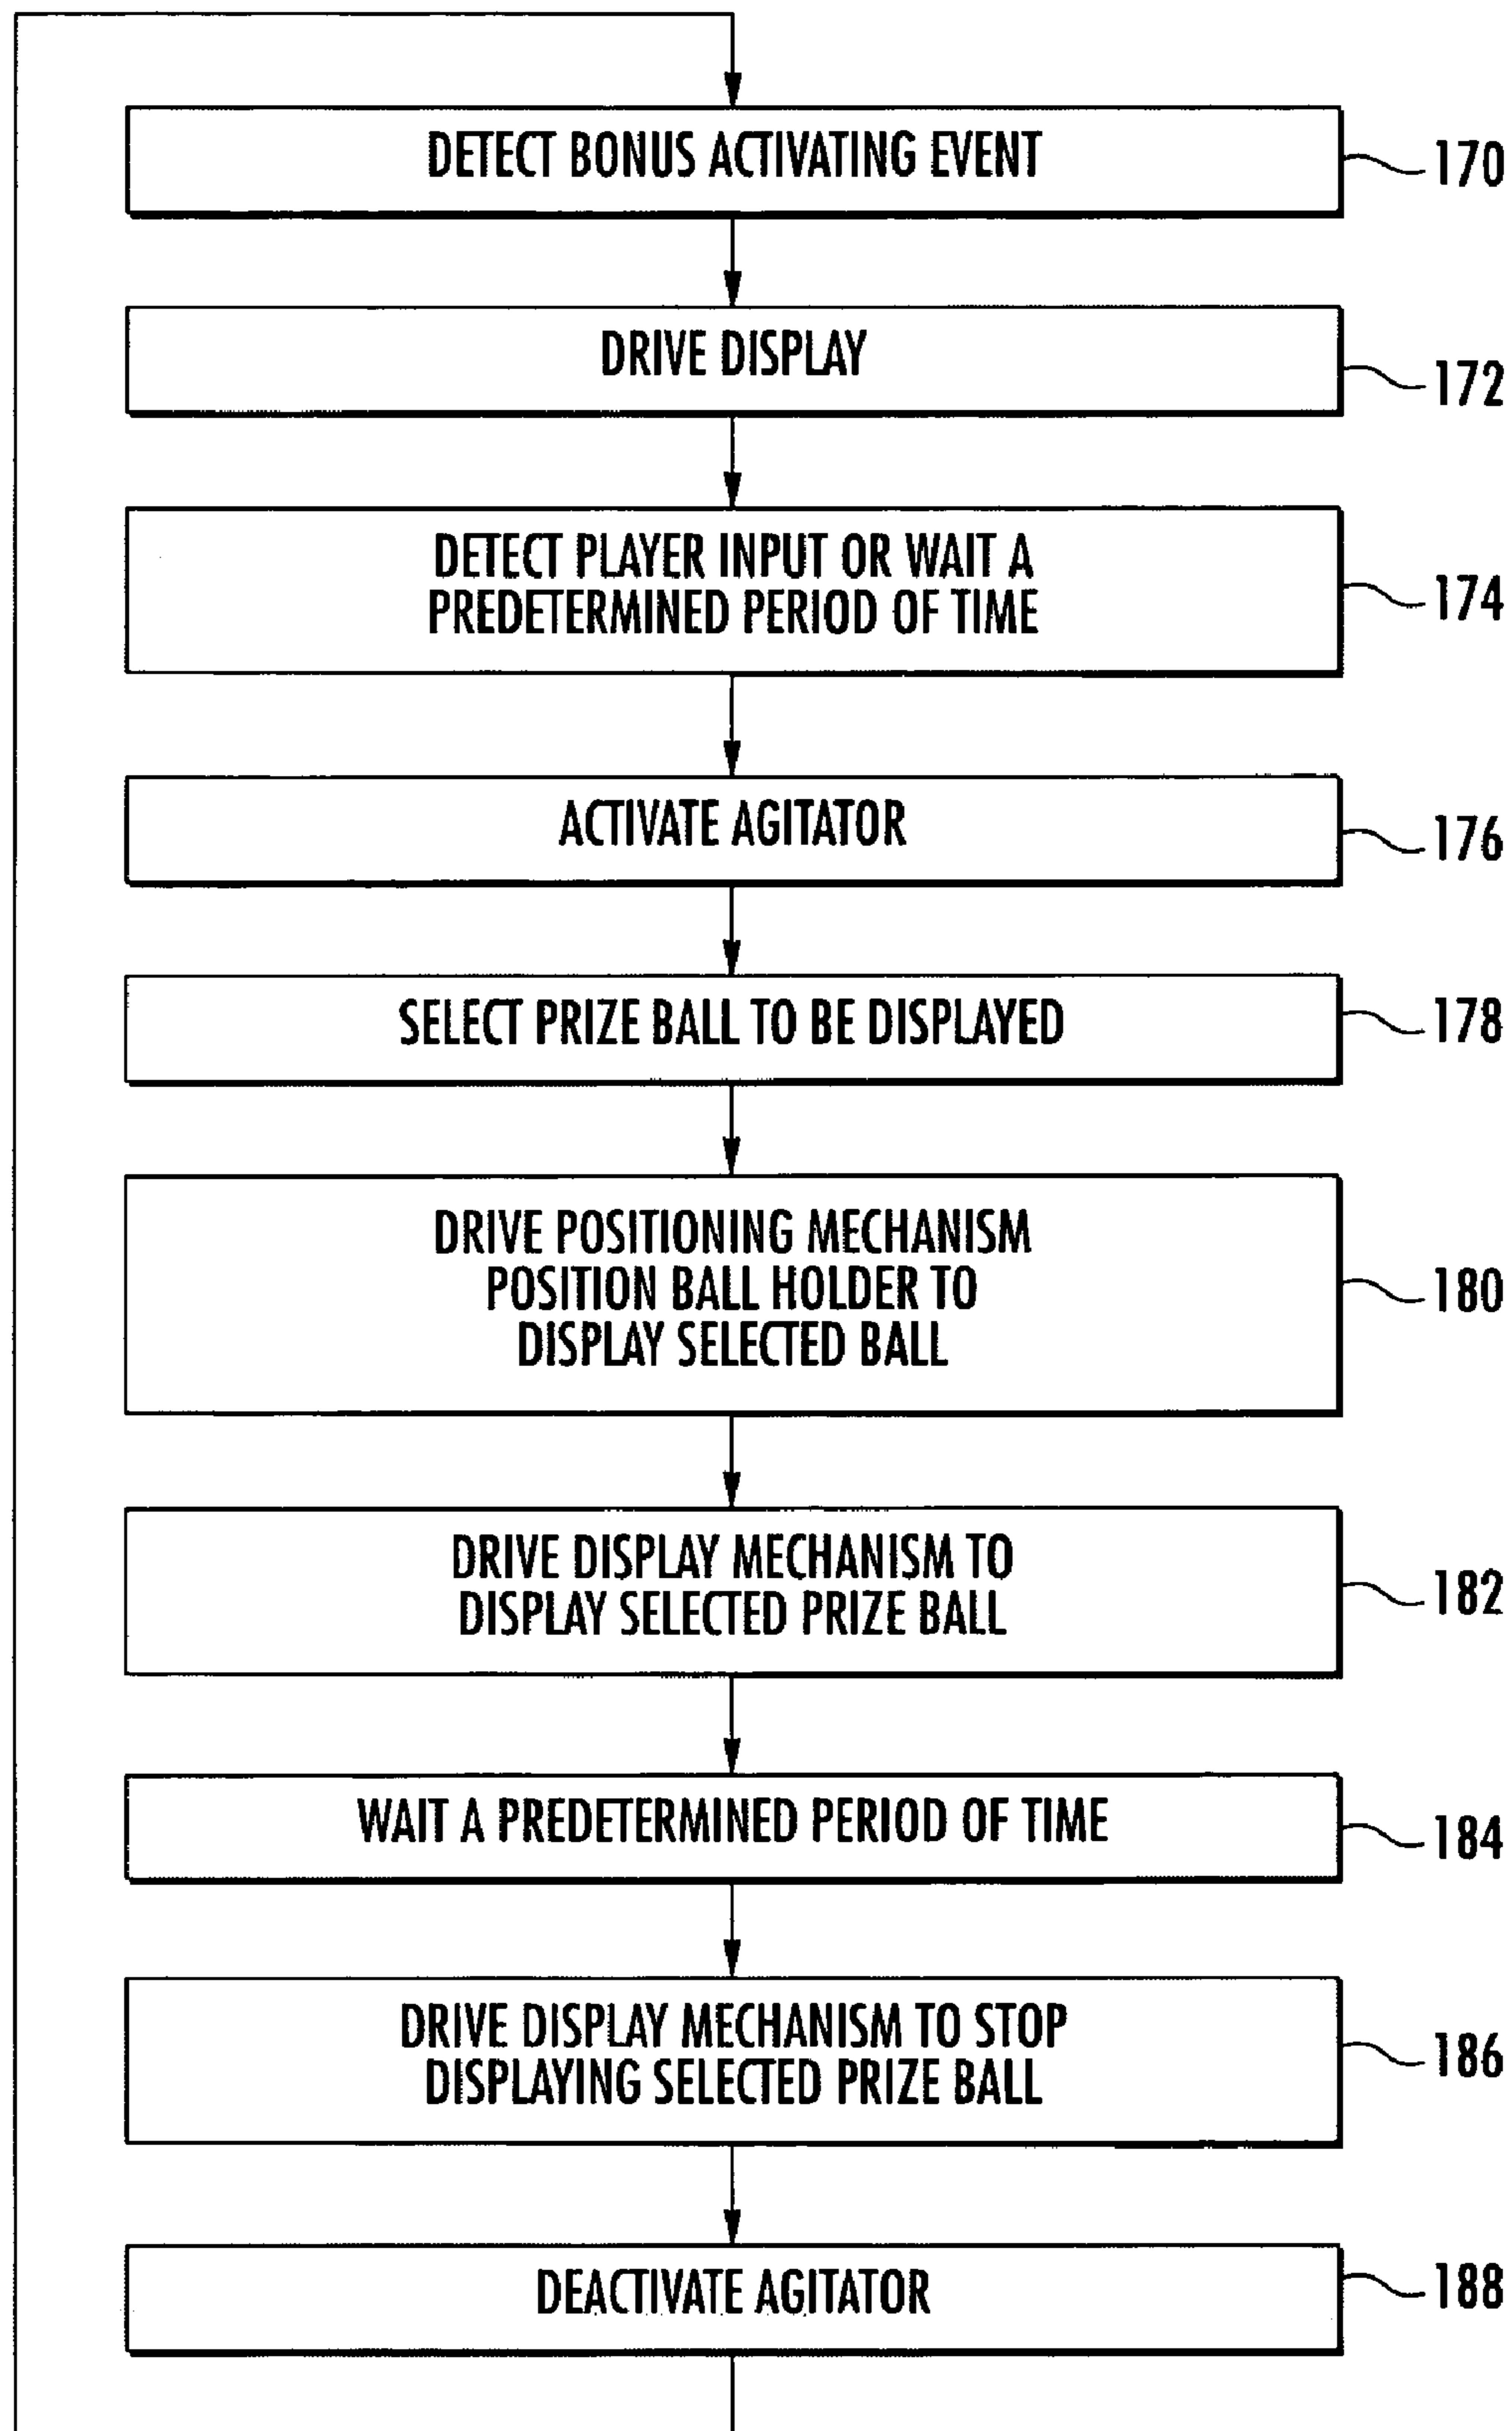 DETECT BONUS ACTIVATING EVENT
170
DRIVE DISPLAY
172
DETECT PLAYER INPUT OR WAIT A
PREDETERMINED PERIOD OF TIME
174
ACTIVATE AGITATOR
176
SELECT PRIZE BALL TO BE DISPLAYED
178
DRIVE POSITIONING MECHANISM
POSITION BALL HOLDER TO
DISPLAY SELECTED BALL
180
DRIVE DISPLAY MECHANISM TO
DISPLAY SELECTED PRIZE BALL
182
WAIT A PREDETERMINED PERIOD OF TIME
184
DRIVE DISPLAY MECHANISM TO STOP
DISPLAYING SELECTED PRIZE BALL
186
DEACTIVATE AGITATOR
188